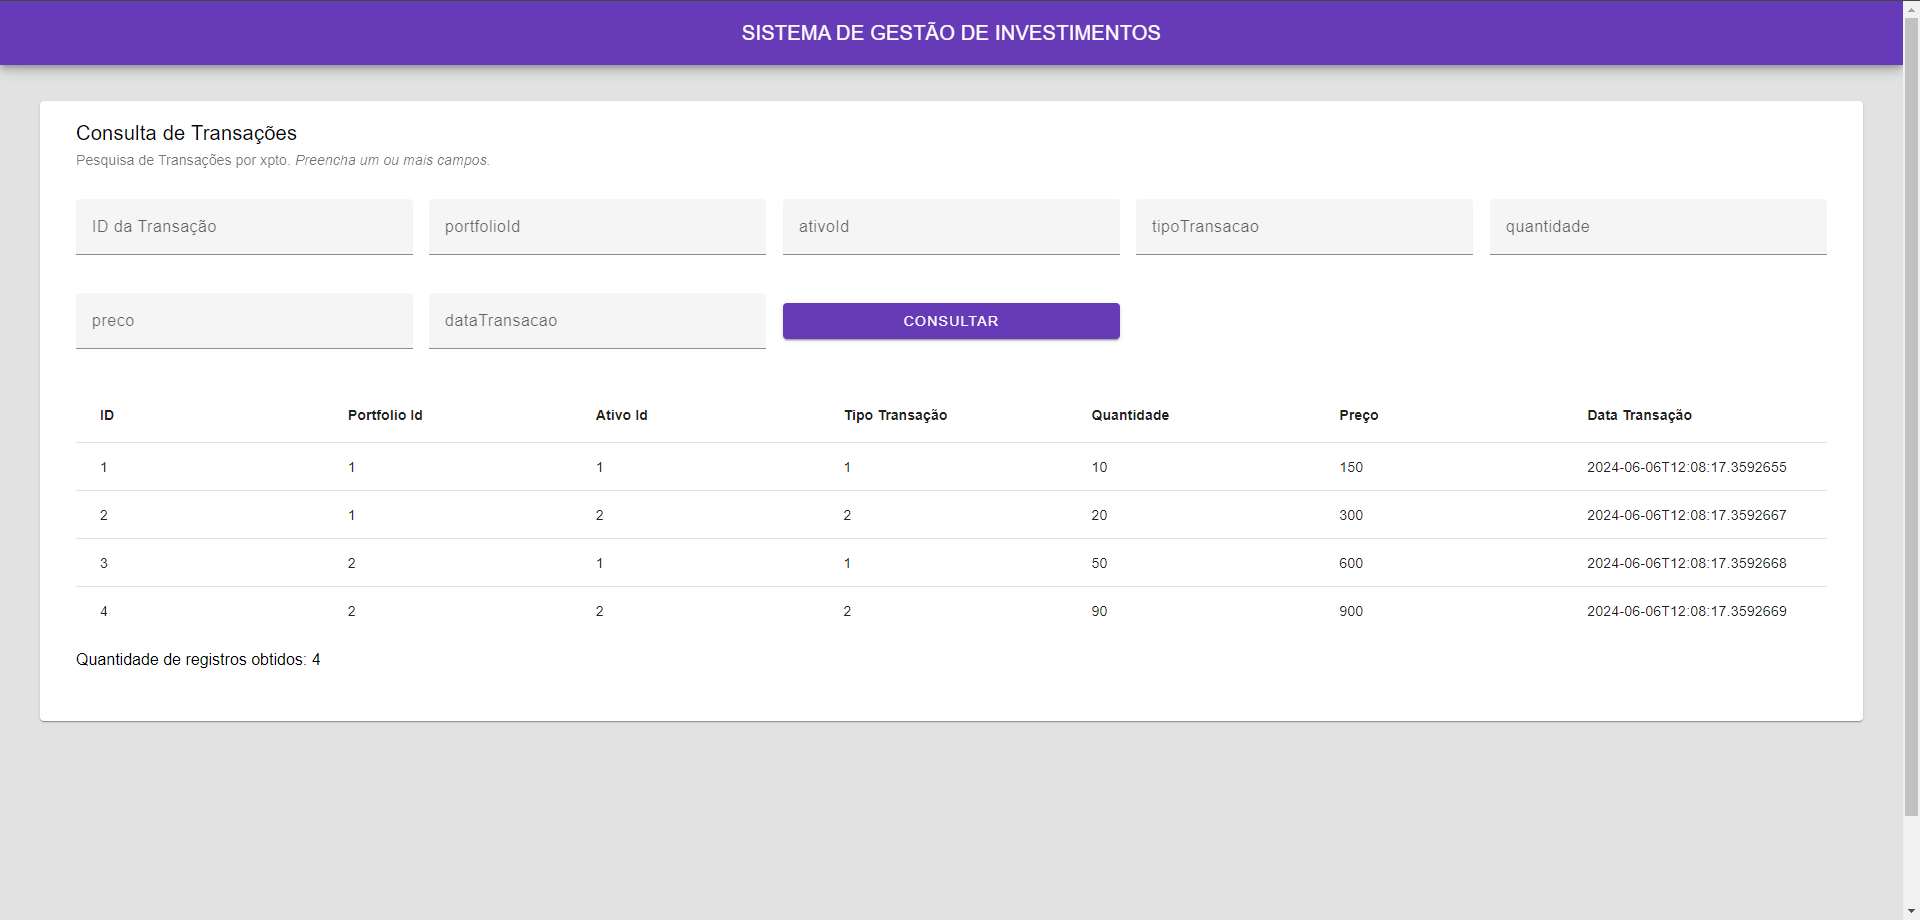 SISTEMA DE GESTÃO DE INVESTIMENTOS
Consulta de Transações
Pesquisa de Transações por xpto. Preencha um ou mais campos.
ID da Transação portfolioId ativoId tipoTransacao quantidade
preco dataTransacao CONSULTAR
ID Portfolio Id Ativo Id Tipo Transação Quantidade Preço Data Transação
1 1 1 1 10 150 2024-06-06T12:08:17.3592655
2 1 2 2 20 300 2024-06-06T12:08:17.3592667
3 2 1 1 50 600 2024-06-06T12:08:17.3592668
4 2 2 2 90 900 2024-06-06T12:08:17.3592669
Quantidade de registros obtidos: 4